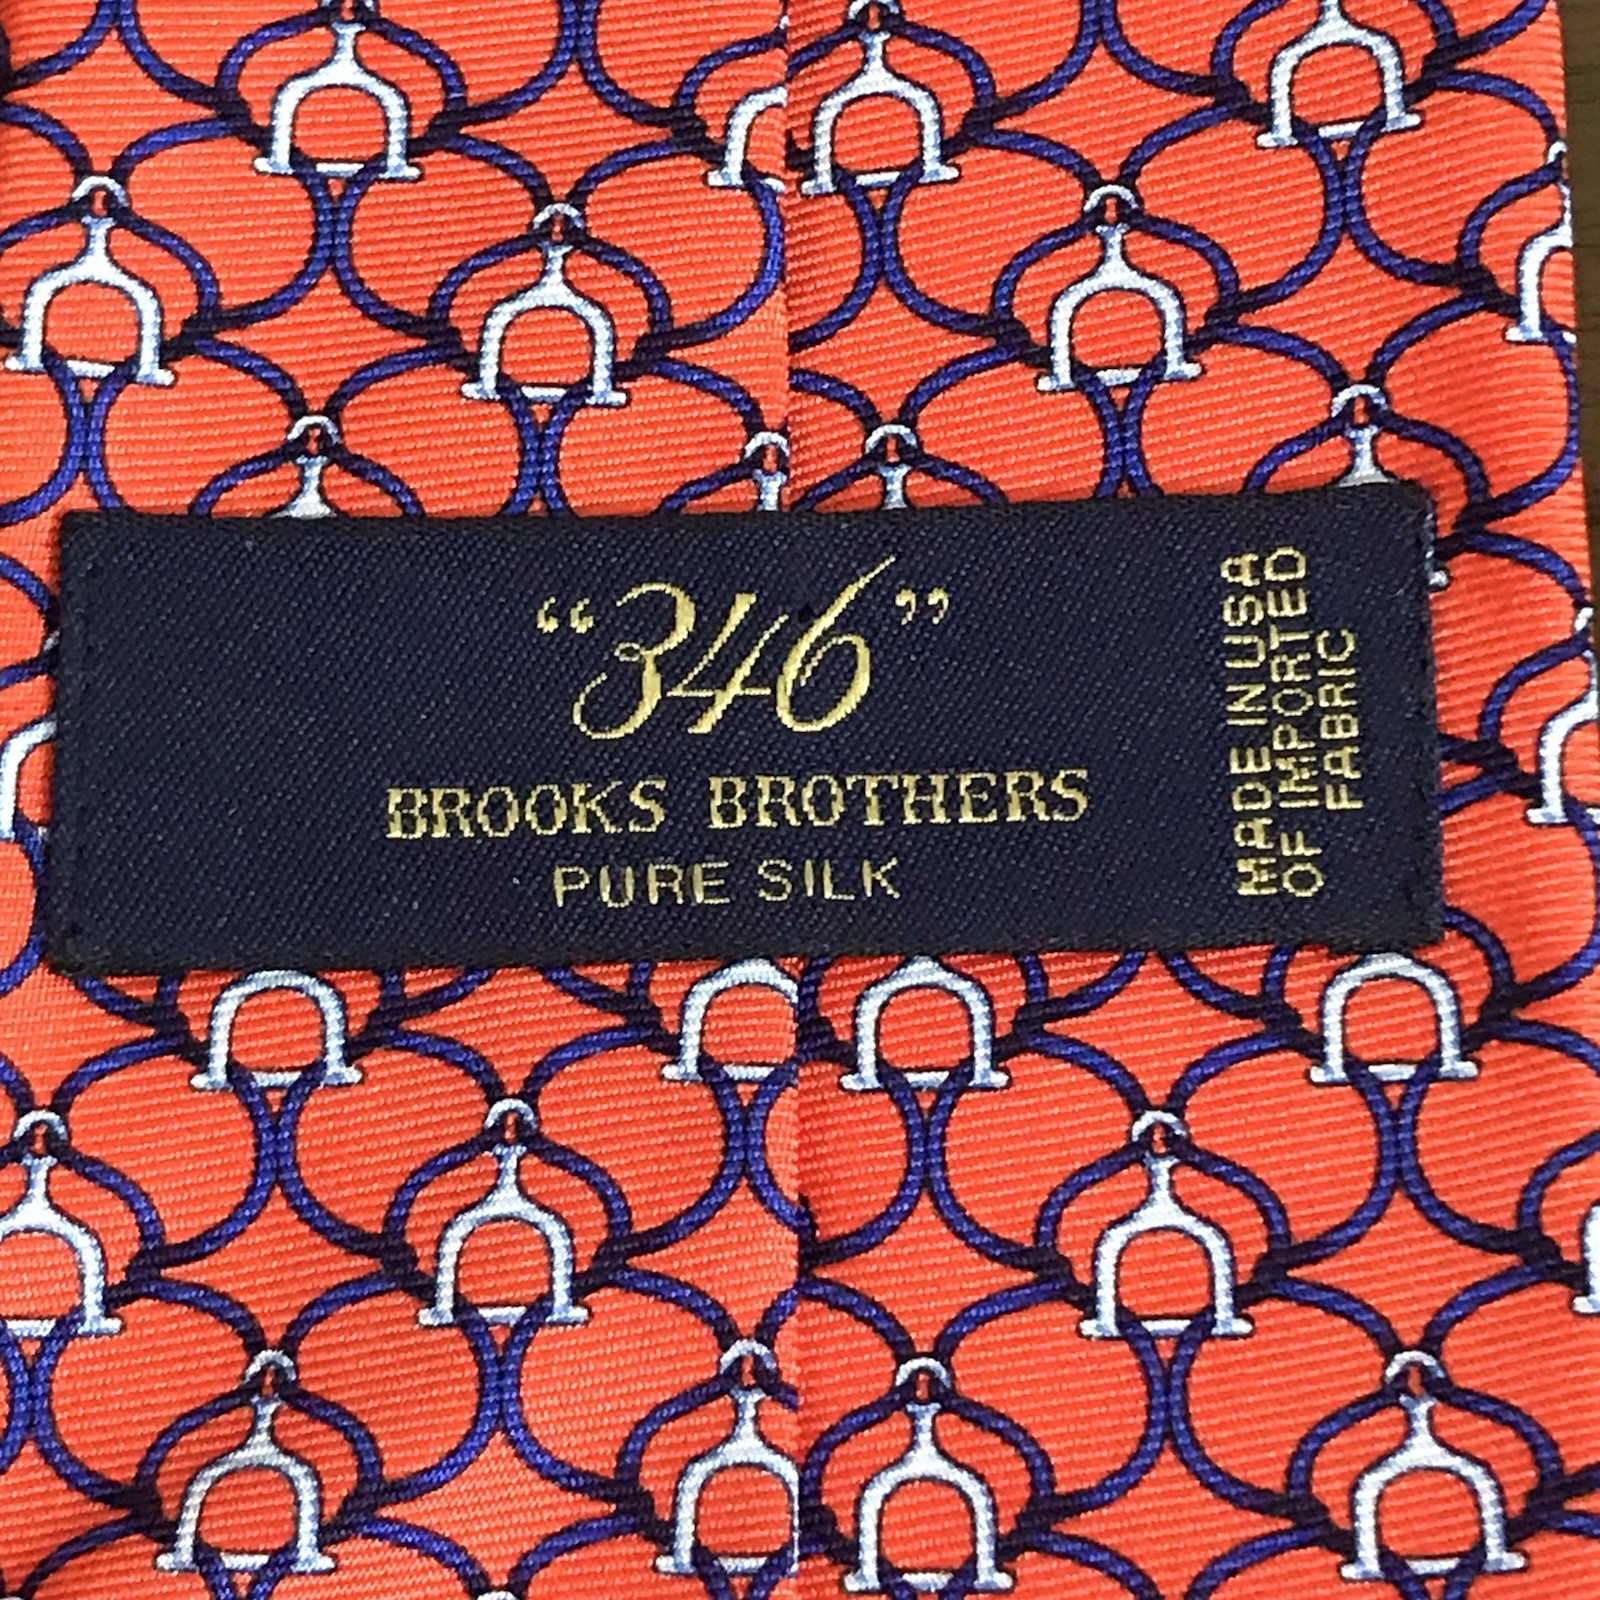 “346”
BROOKS BROTHERS
PURE SILK
MADE IN USA
OF IMPORTED
FABRIC